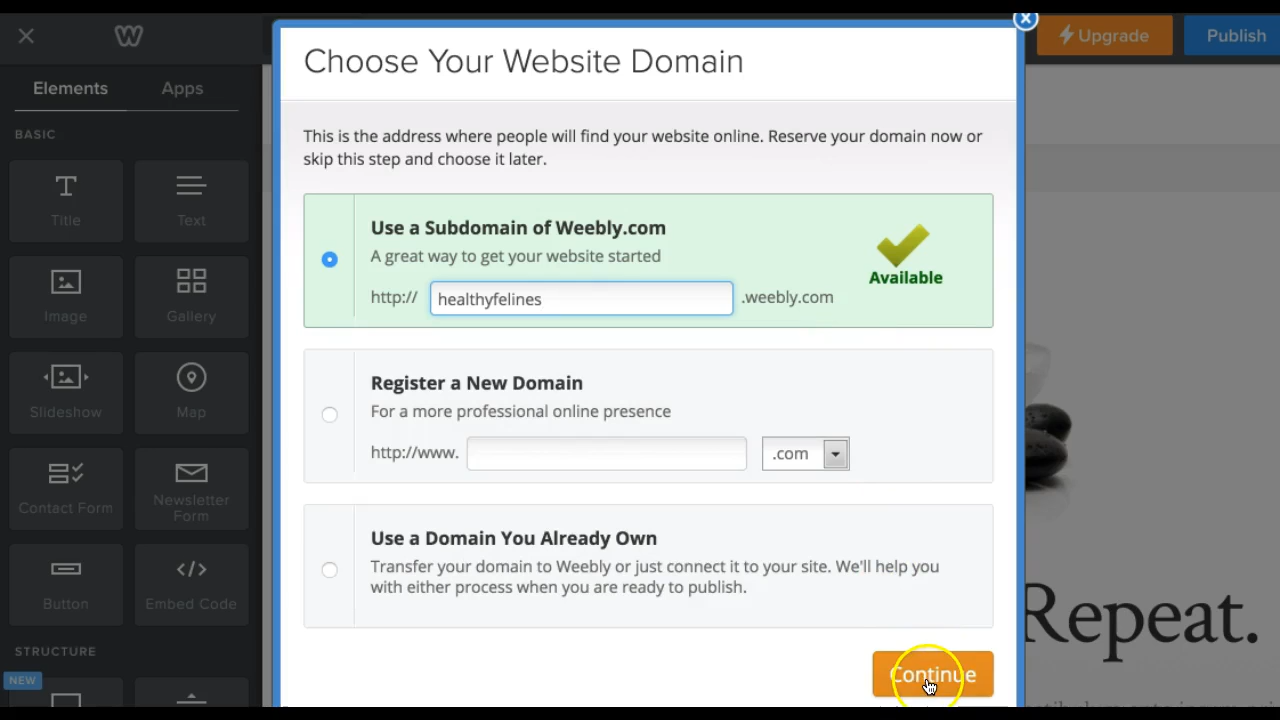 Choose Your Website Domain
Upgrade
Publish
Elements
Apps
BASIC
This is the address where people will find your website online. Reserve your domain now or
skip this step and choose it later.
Title
Text
Use a Subdomain of Weebly.com
A great way to get your website started
http://
healthyfelines
.weebly.com
Available
Image
Gallery
Slideshow
Map
Register a New Domain
For a more professional online presence
http://www.
.com
Contact Form
Newsletter
Form
Use a Domain You Already Own
Transfer your domain to Weebly or just connect it to your site. We'll help you
with either process when you are ready to publish.
Button
Embed Code
Repeat.
STRUCTURE
NEW
Continue